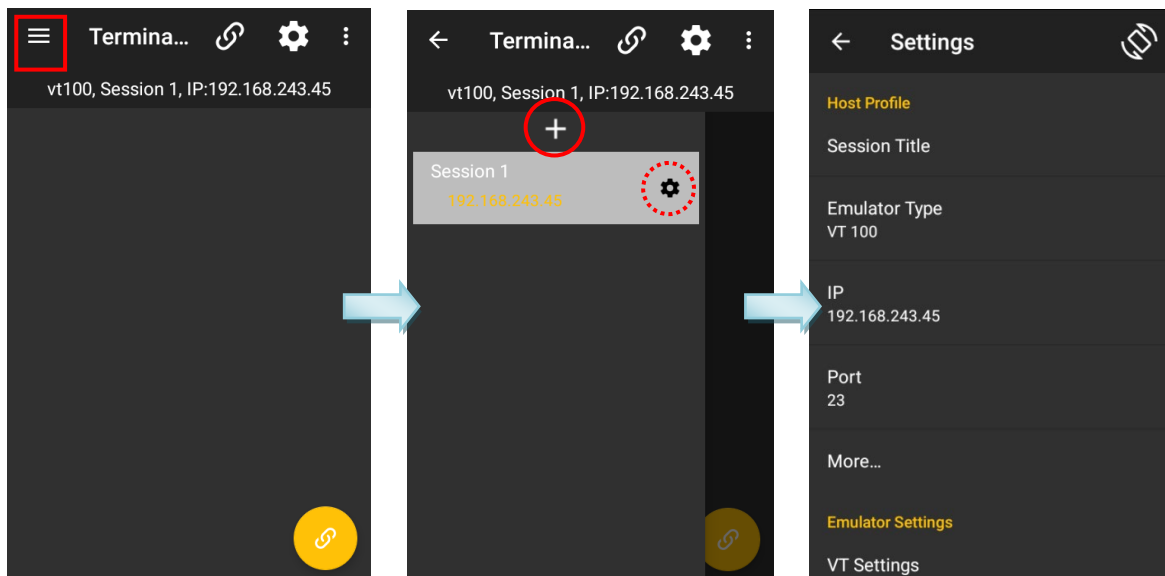 Termina...
vt100, Session 1, IP:192.168.243.45
Termina...
vt100, Session 1, IP:192.168.243.45
Session 1
192.168.243.45
Settings
Host Profile
Session Title
Emulator Type
VT 100
IP
192.168.243.45
Port
23
More...
Emulator Settings
VT Settings